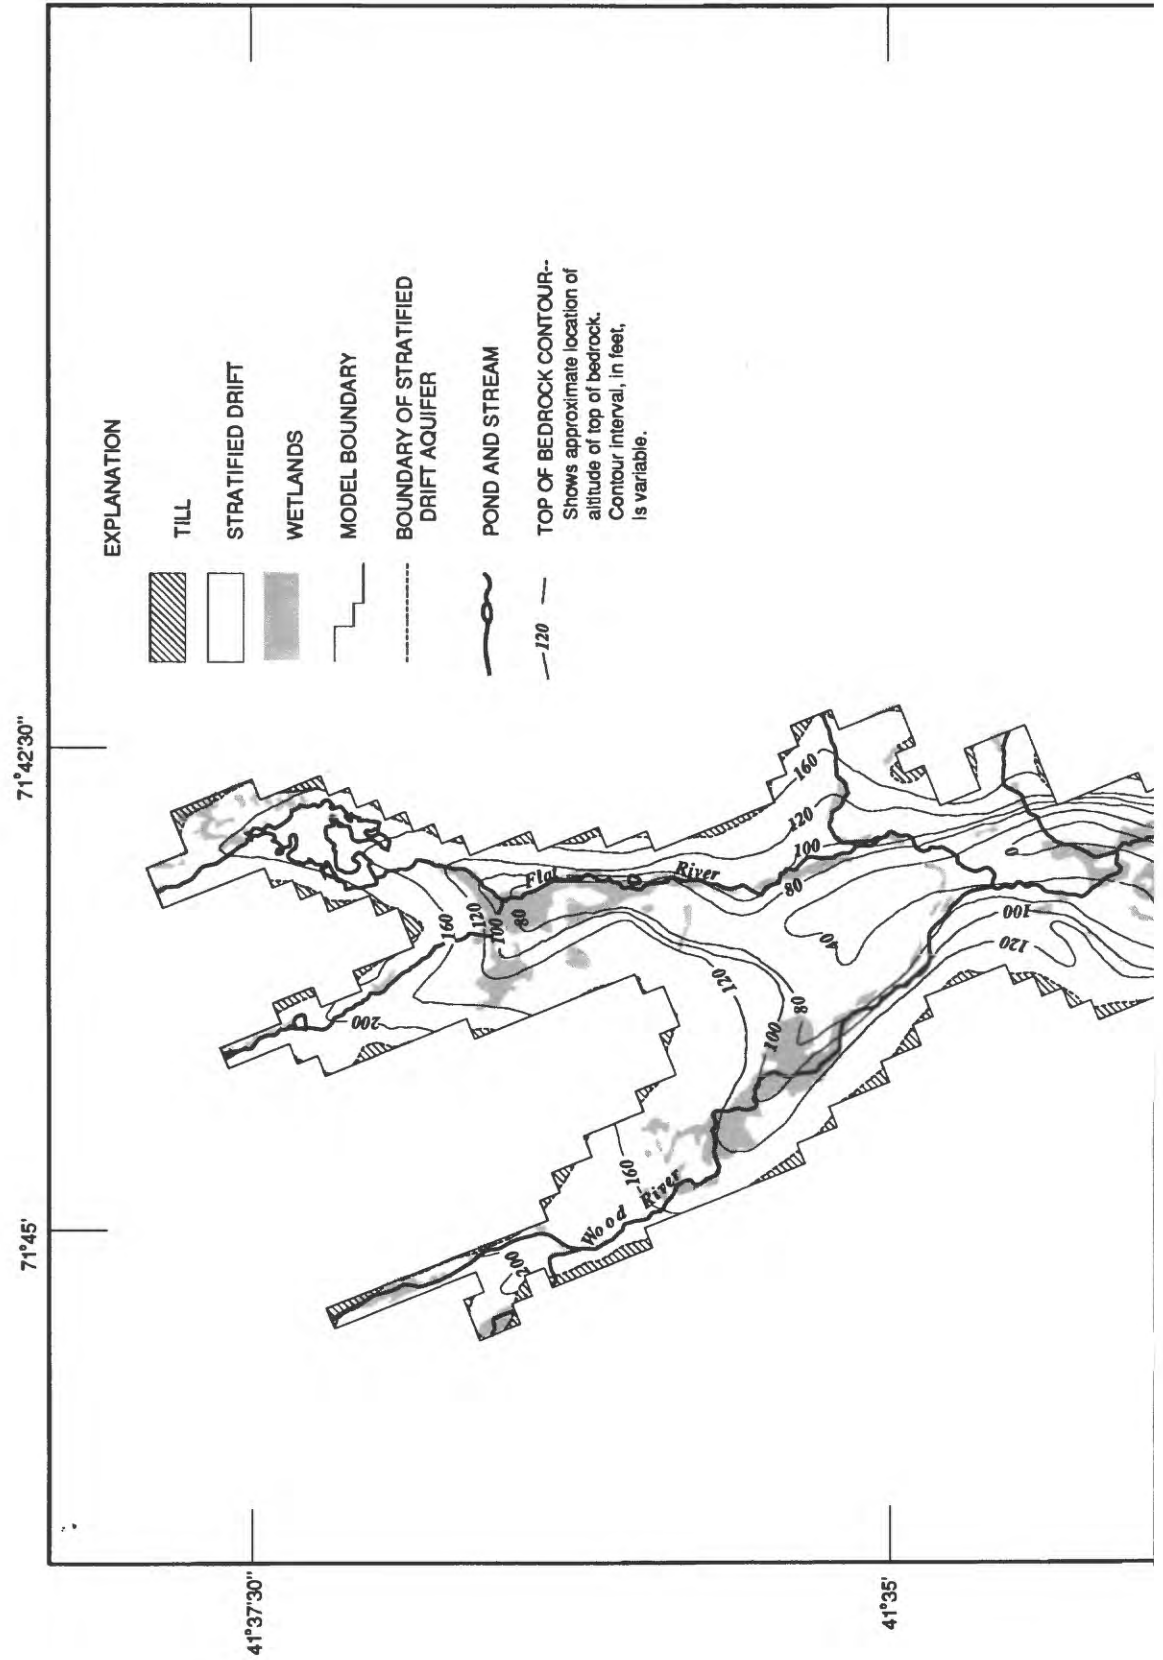 71°45'
71°42'30"
41°37'30"
41°35'
EXPLANATION
TILL
STRATIFIED DRIFT
WETLANDS
MODEL BOUNDARY
BOUNDARY OF STRATIFIED
DRIFT AQUIFER
POND AND STREAM
120
TOP OF BEDROCK CONTOUR--
Shows approximate location of
altitude of top of bedrock.
Contour interval, in feet,
is variable.
200
160
120
100
80
Flat River
200
Wood River
160
120
100
80
160
120
100
80
40
0
100
120